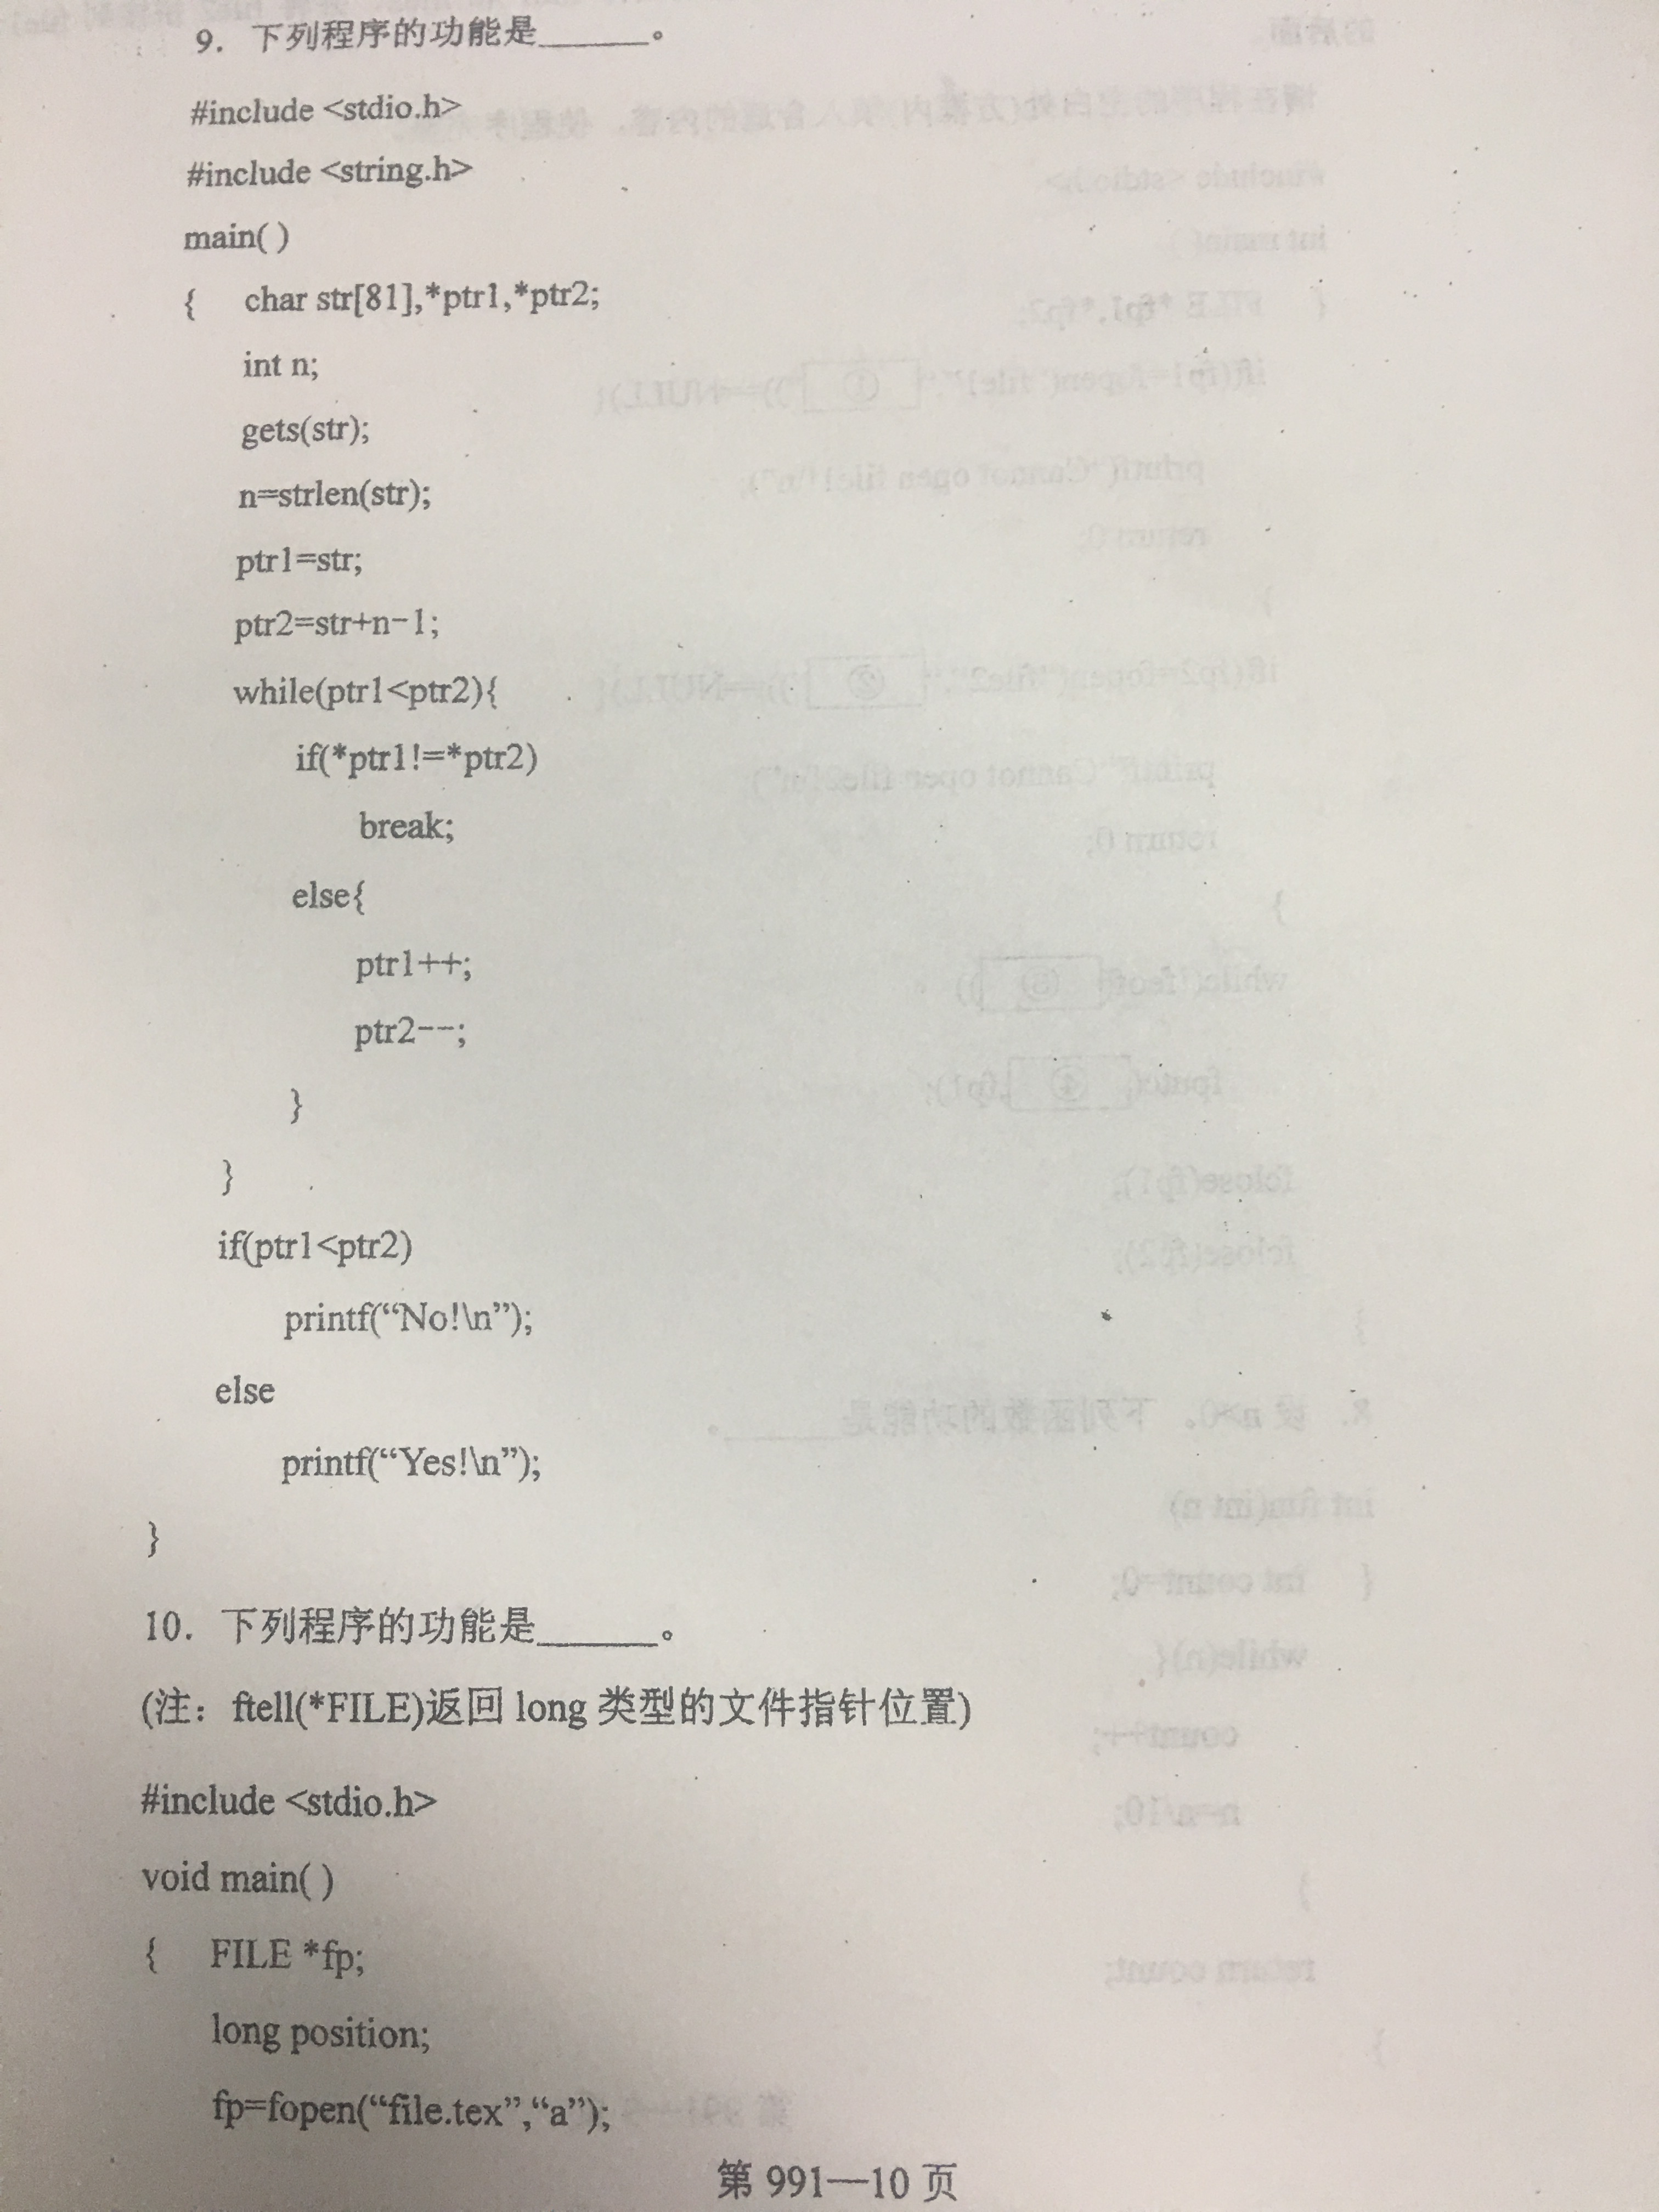 9. 下列程序的功能是______。
#include <stdio.h>
#include <string.h>
main( )
{ char str[81],*ptr1,*ptr2;
int n;
gets(str);
n=strlen(str);
ptr1=str;
ptr2=str+n-1;
while(ptr1<ptr2){
if(*ptr1!=*ptr2)
break;
else{
ptr1++;
ptr2--;
}
}
if(ptr1<ptr2)
printf(“No!\n”);
else
printf(“Yes!\n”);
}
10. 下列程序的功能是______。
(注：ftell(*FILE)返回 long 类型的文件指针位置)
#include <stdio.h>
void main( )
{ FILE *fp;
long position;
fp=fopen(“file.tex”,“a”);
第 991—10 页